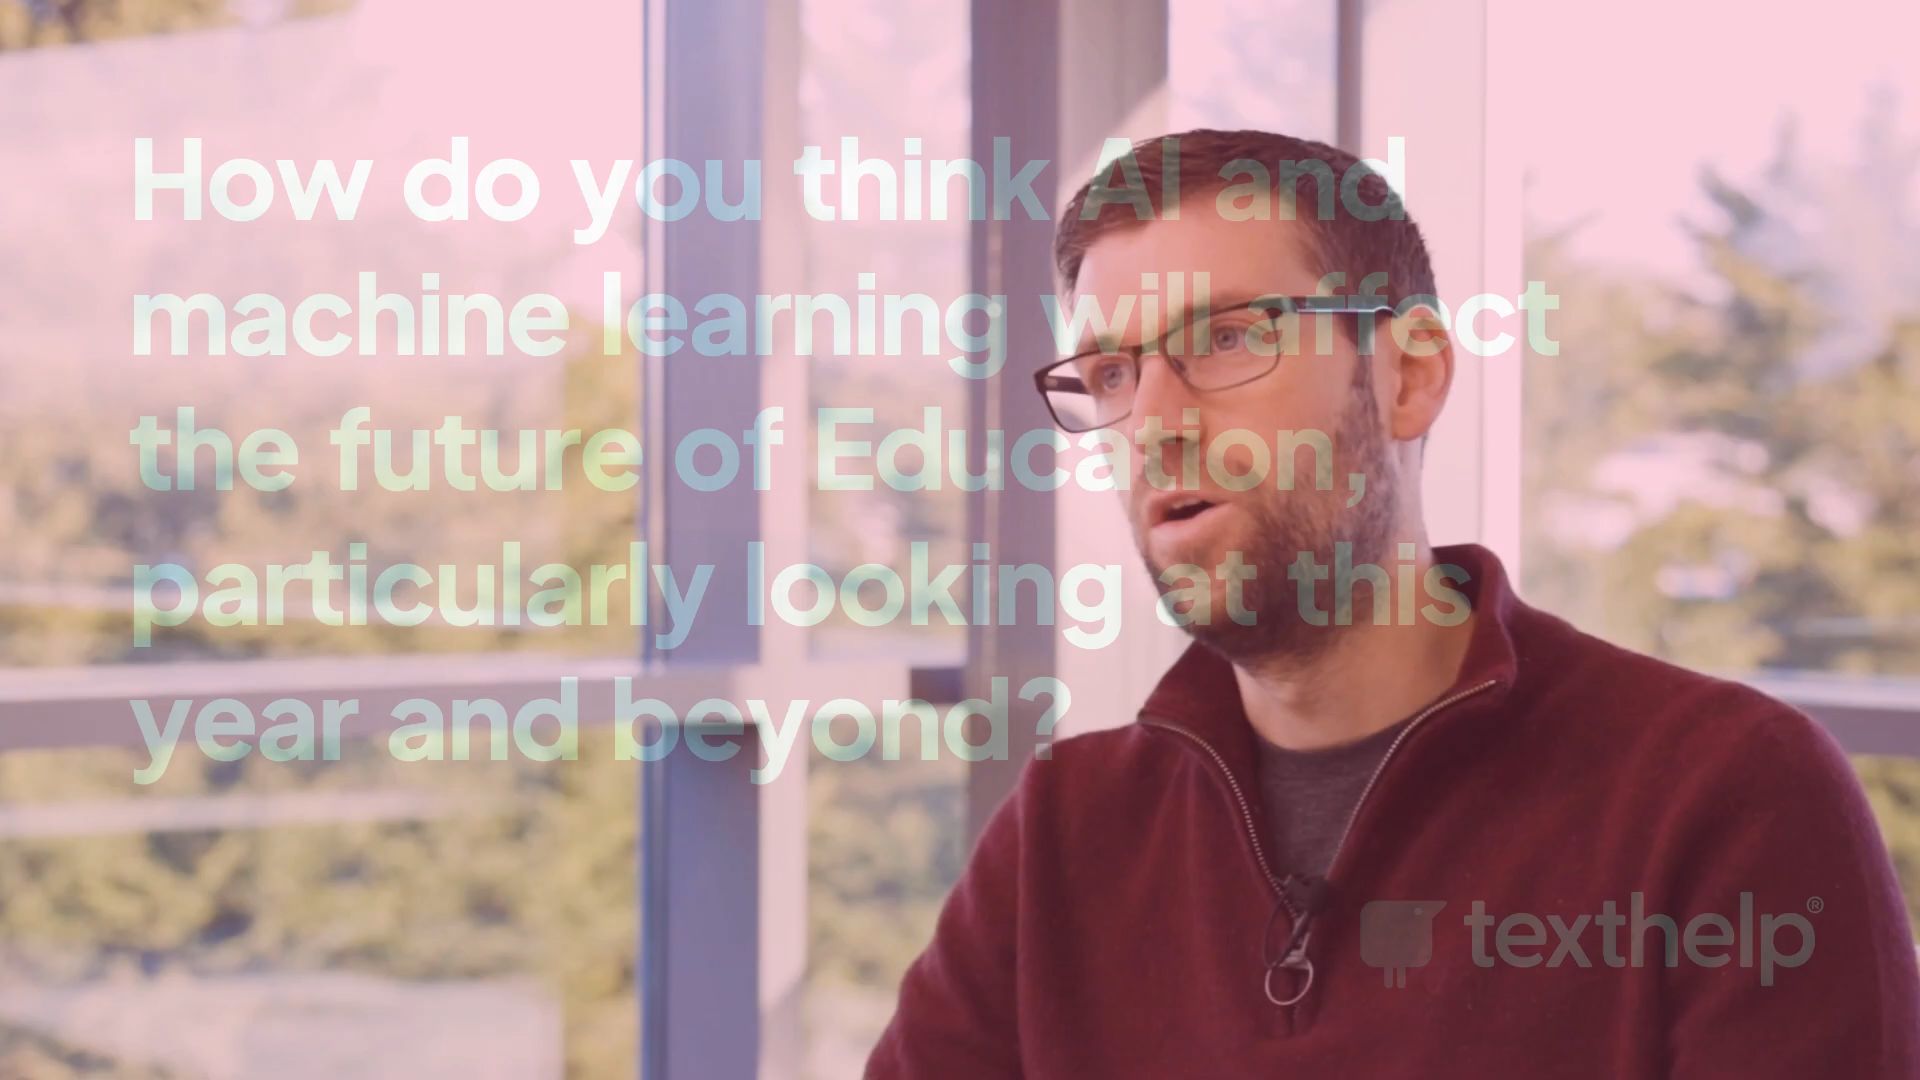 How do you think AI and
machine learning will affect
the future of Education,
particularly looking at this
year and beyond?
texthelp®